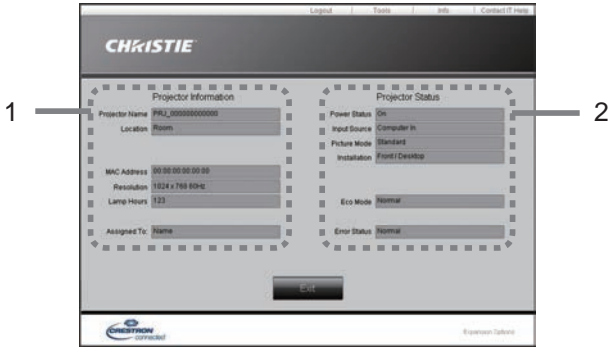 Logout Tools Info Contact IT Help
CHRISTIE
1
2
Projector Information
Projector Name PRJ_000000000000
Location Room
MAC Address 00:00:00:00:00:00
Resolution 1024 x 768 60Hz
Lamp Hours 123
Assigned To: Name
Projector Status
Power Status On
Input Source Computer In
Picture Mode Standard
Installation Front / Desktop
Eco Mode Normal
Error Status Normal
Exit
CRESTRON
connected
Expansion Options